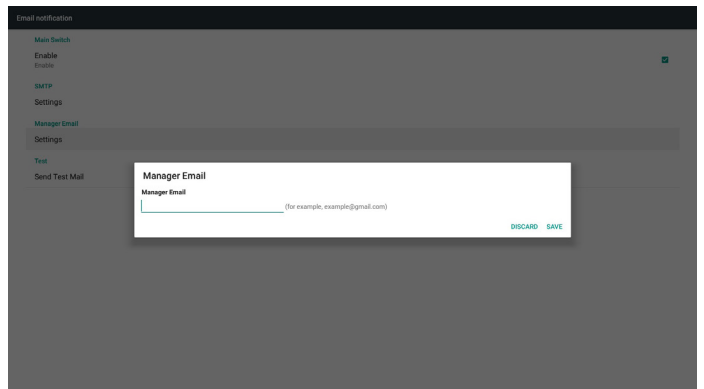 Email notification
Main Switch
Enable
Enable
SMTP
Settings
Manager Email
Settings
Test
Send Test Mail
Manager Email
Manager Email
(for example, example@gmail.com)
DISCARD SAVE